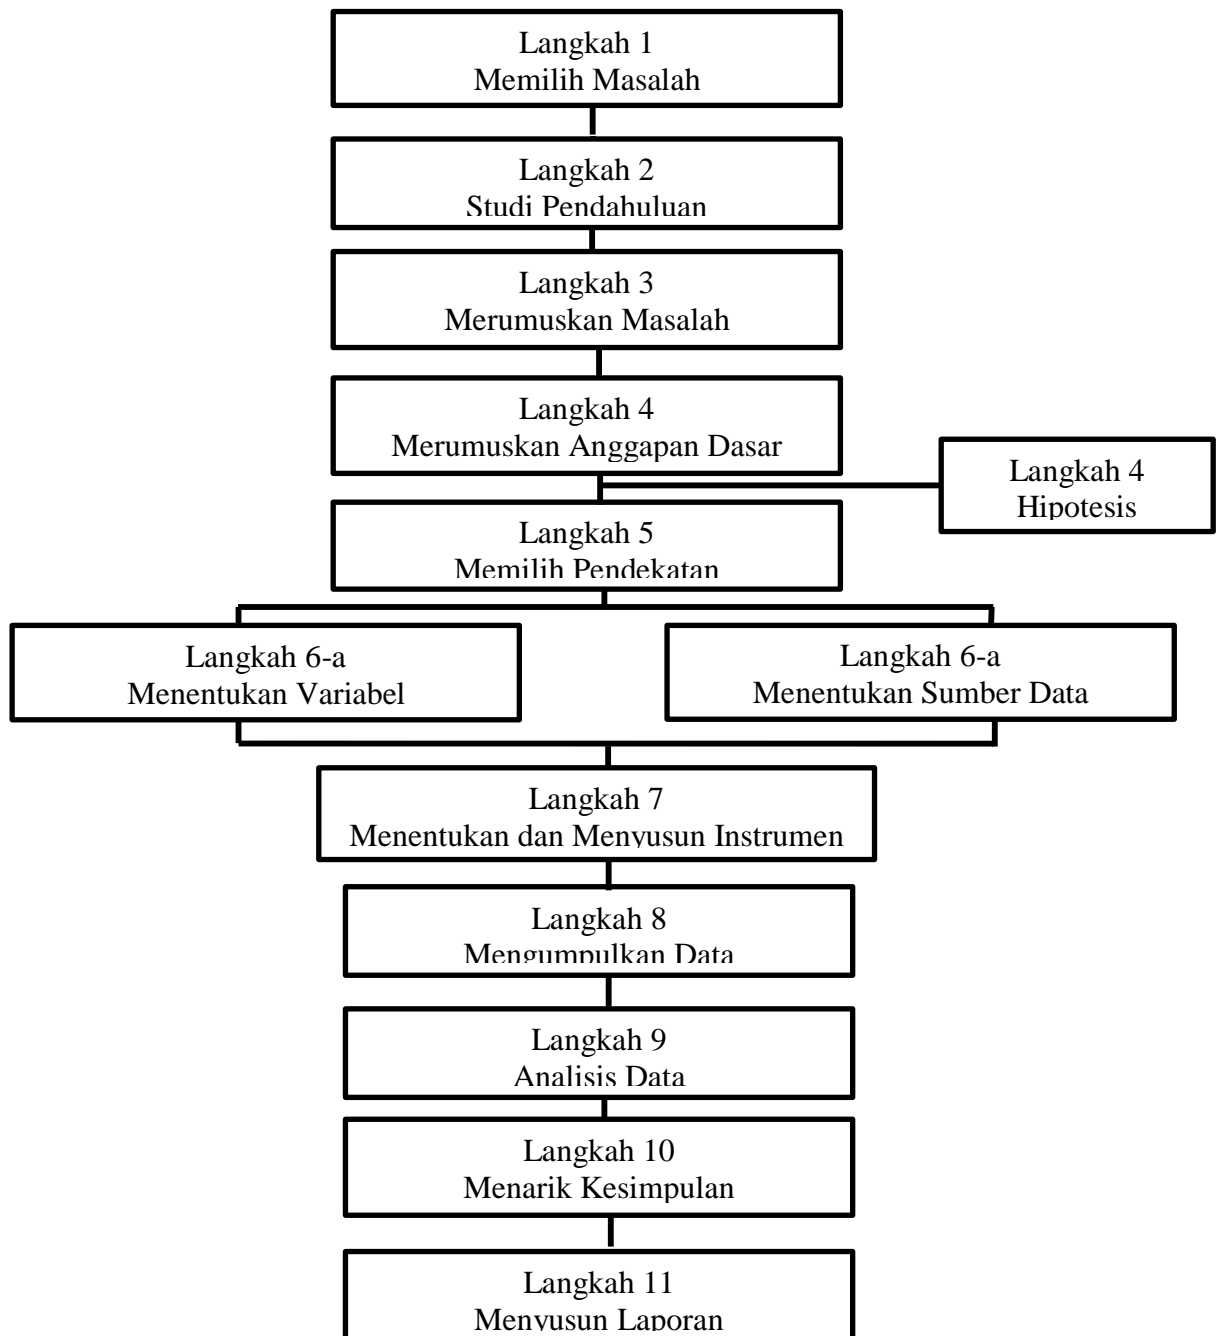 Langkah 1
Memilih Masalah
Langkah 2
Studi Pendahuluan
Langkah 3
Merumuskan Masalah
Langkah 4
Merumuskan Anggapan Dasar
Langkah 4
Hipotesis
Langkah 5
Memilih Pendekatan
Langkah 6-a
Menentukan Variabel
Langkah 6-a
Menentukan Sumber Data
Langkah 7
Menentukan dan Menyusun Instrumen
Langkah 8
Mengumpulkan Data
Langkah 9
Analisis Data
Langkah 10
Menarik Kesimpulan
Langkah 11
Menyusun Laporan